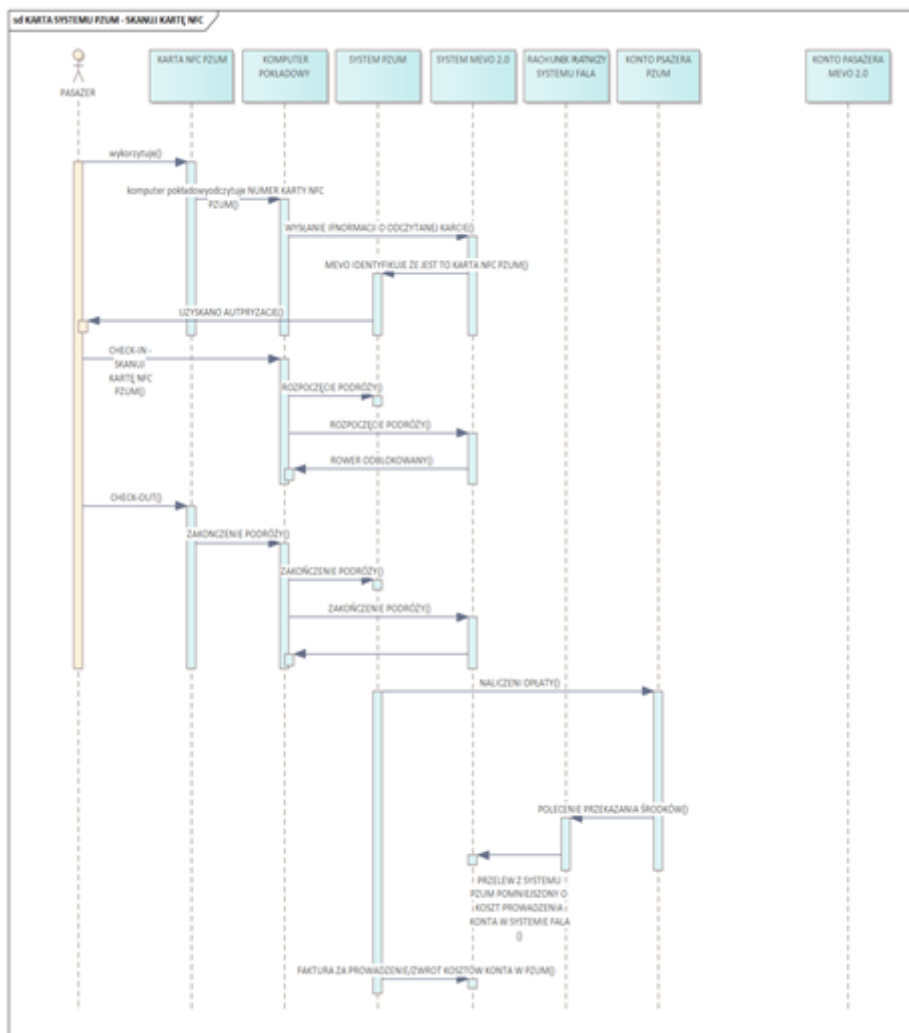 sd KARTA SYSTEMU PZUM - SKANUJ KARTĘ NFC
PASAŻER
KARTA NFC PZUM
KOMPUTER
POKŁADOWY
SYSTEM PZUM
SYSTEM MEVO 2.0
RACHUNEK PŁATNICZY
SYSTEMU FALA
KONTO PSAŻERA
PZUM
KONTO PASAŻERA
MEVO 2.0
wykorzytuje()
komputer pokładowyodczytuje NUMER KARTY NFC
PZUM()
WYSŁANIE IFNORMACJI O ODCZYTANEJ KARCIE()
MEVO IDENTYFIKUJE ŻE JEST TO KARTA NFC PZUM()
UZYSKANO AUTPRYZACJE()
CHECK-IN -
SKANUJ
KARTĘ NFC
PZUM()
ROZPOCZĘCIE PODRÓŻY()
ROZPOCZĘCIE PODRÓŻY()
ROWER ODBLOKOWANY()
CHECK-OUT()
ZAKOŃCZENIE PODRÓŻY()
ZAKOŃCZENIE PODRÓŻY()
ZAKOŃCZENIE PODRÓŻY()
NALICZENI OPŁATY()
POLECENIE PRZEKAZANIA ŚRODKÓW()
PRZELEW Z SYSTEMU
PZUM POMNIEJSZONY O
KOSZT PROWADZENIA
KONTA W SYSTEMIE FALA
()
FAKTURA ZA PROWADZENIE/ZWROT KOSZTÓW KONTA W PZUM()